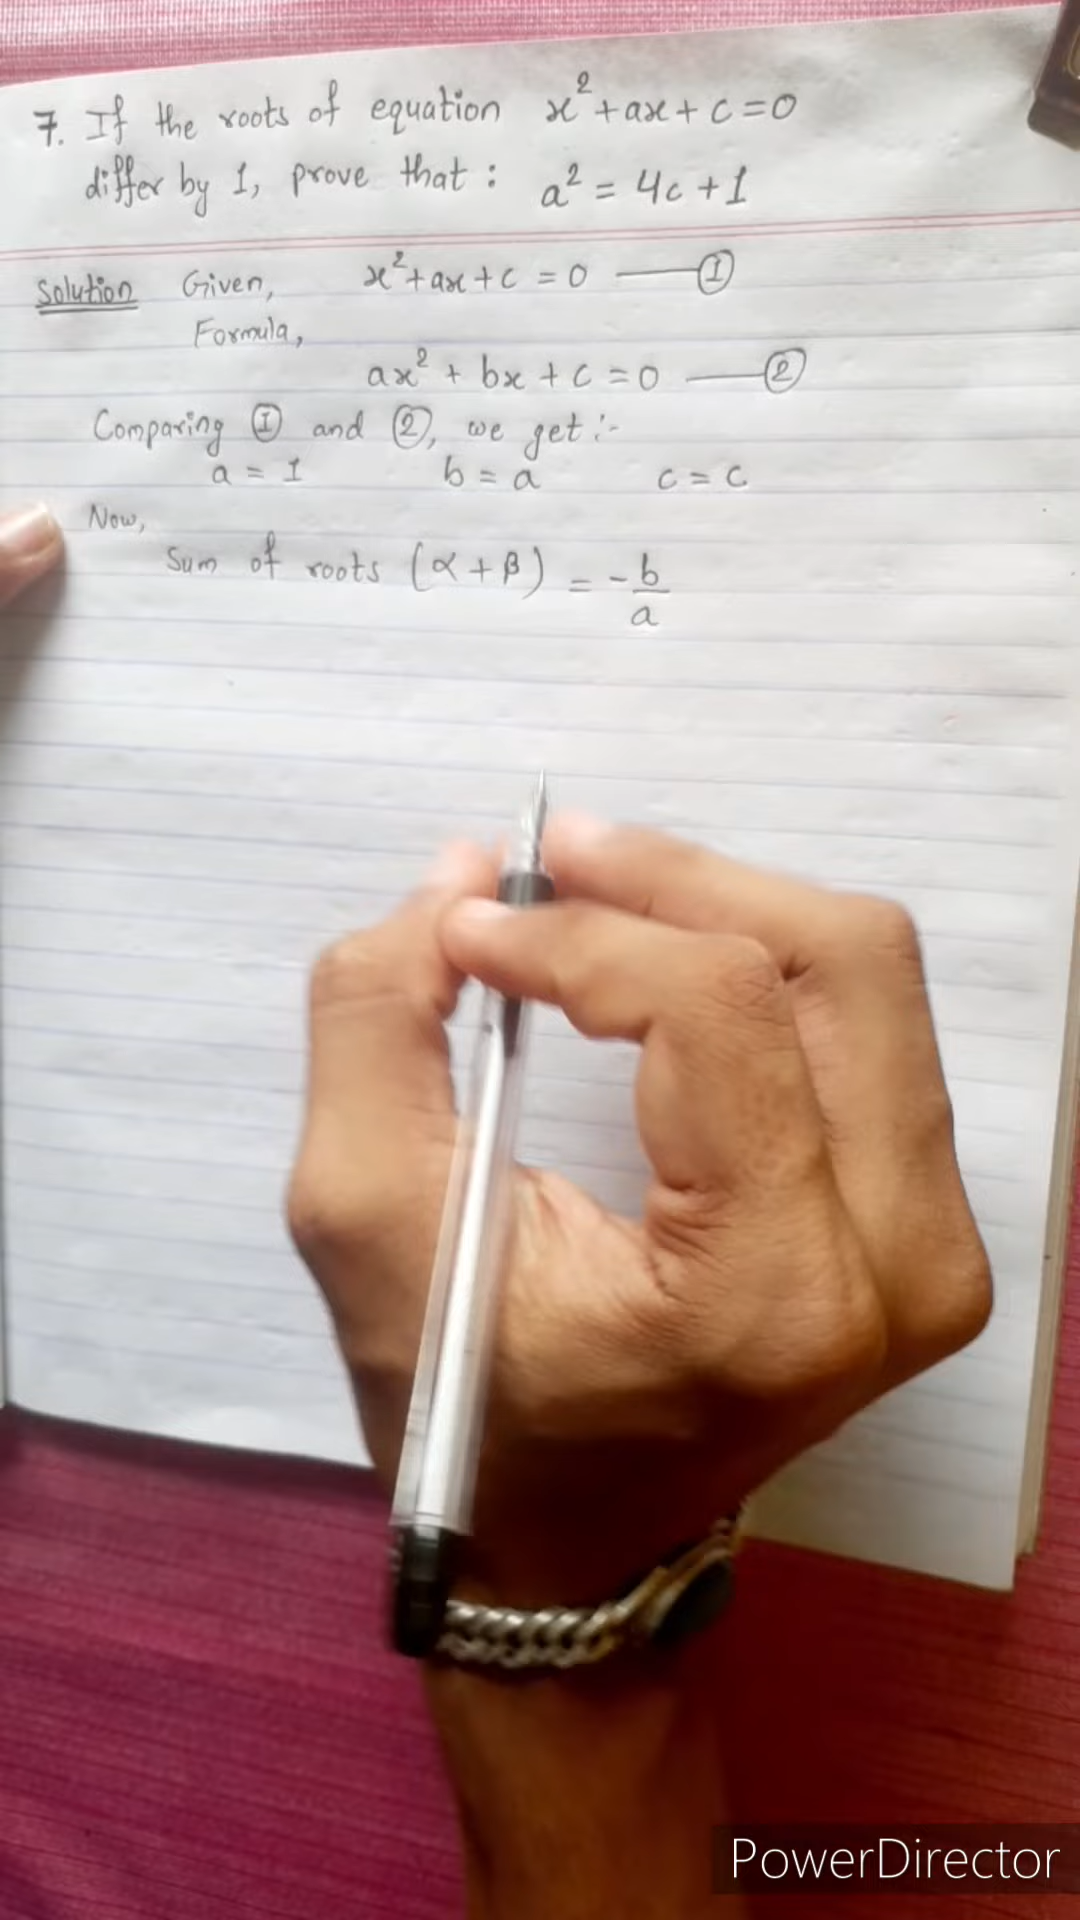 7. If the roots of equation x² + ax + c = 0
differ by 1, prove that : a² = 4c + 1
Solution Given, x² + ax + c = 0 —— ①
Formula,
ax² + bx + c = 0 —— ②
Comparing ① and ②, we get :-
a = 1 b = a c = c
Now,
Sum of roots (α + β) = -b/a
PowerDirector